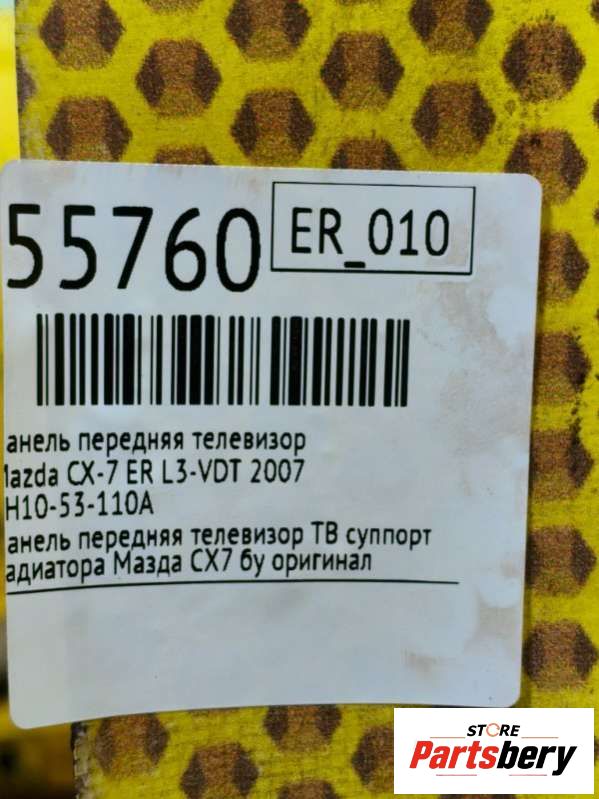 55760
ER_010
анель передняя телевизор
Mazda CX-7 ER L3-VDT 2007
H10-53-110A
анель передняя телевизор ТВ суппорт
адиатора Мазда СХ7 бу оригинал
STORE
Partsbery